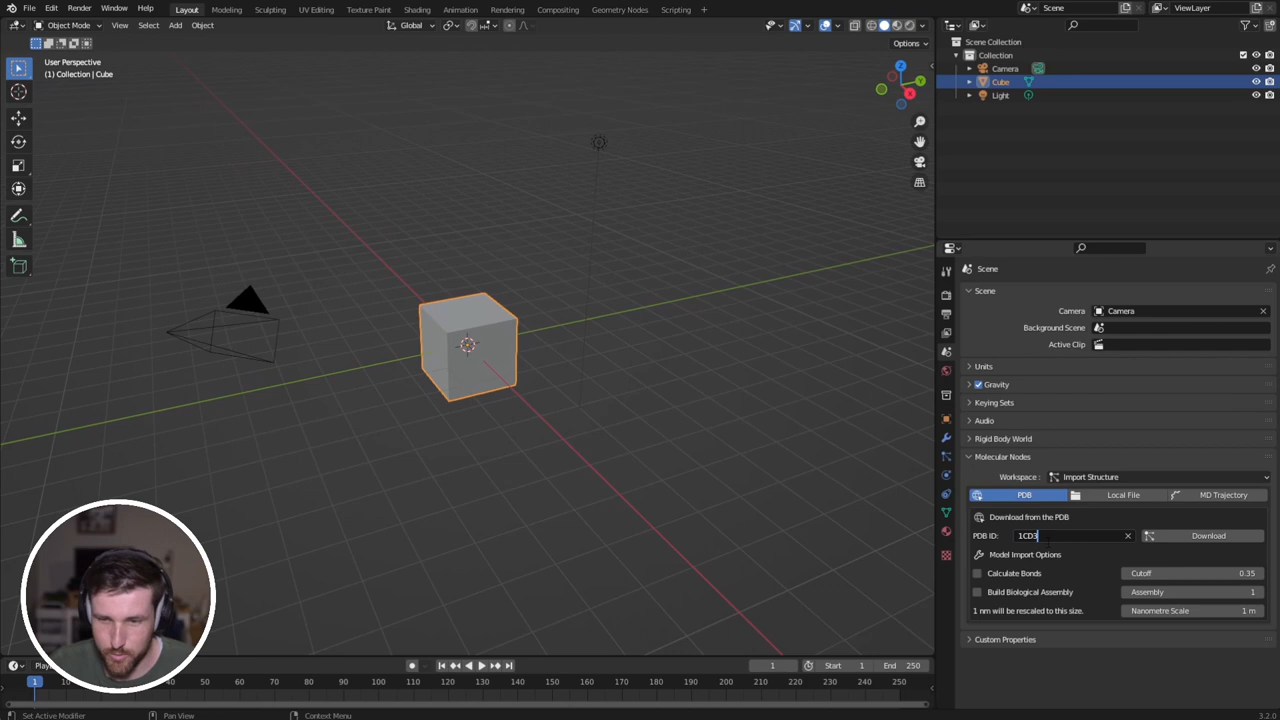 File Edit Render Window Help Layout Modeling Sculpting UV Editing Texture Paint Shading Animation Rendering Compositing Geometry Nodes Scripting Scene ViewLayer
Object Mode View Select Add Object Global
Options
User Perspective
(1) Collection | Cube
Z
Y
X
Scene Collection
Collection
Camera
Cube
Light
Scene
Scene
Camera Camera
Background Scene
Active Clip
Units
Gravity
Keying Sets
Audio
Rigid Body World
Molecular Nodes
Workspace : Import Structure
PDB Local File MD Trajectory
Download from the PDB
PDB ID: 1CD3 Download
Model Import Options
Calculate Bonds Cutoff 0.35
Build Biological Assembly Assembly 1
1 nm will be rescaled to this size. Nanometre Scale 1 m
Custom Properties
1 Start 1 End 250
1 20 30 40 50 60 70 80 90 100 110 120 130 140 150 160 170 180 190 200 210 220 230 240 250
Set Active Modifier Pan View Context Menu 3.2.0